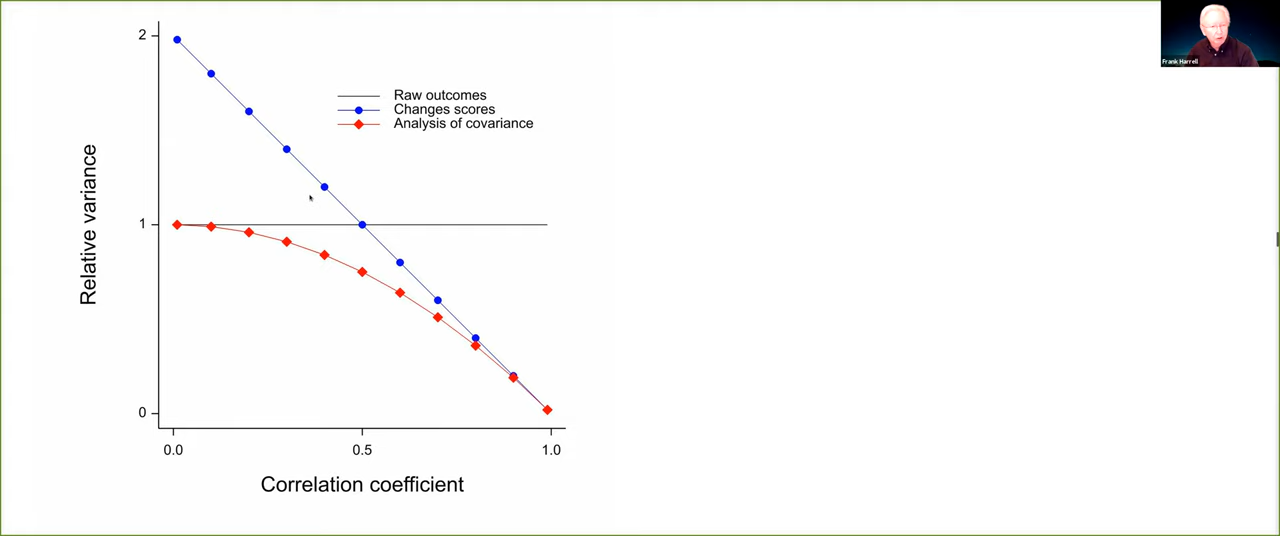 2
1
0
Relative variance
0.0 0.5 1.0
Correlation coefficient
Raw outcomes
Changes scores
Analysis of covariance
Frank Harrell